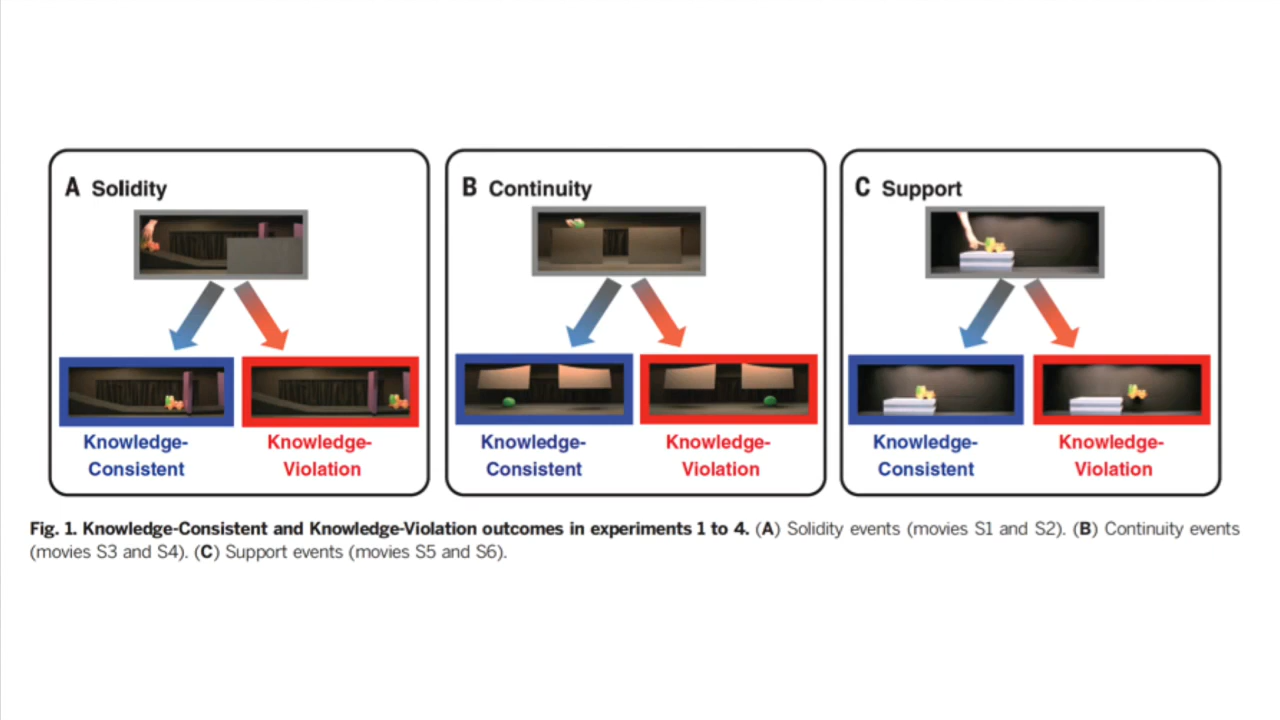 A Solidity
B Continuity
C Support
Knowledge-
Consistent
Knowledge-
Violation
Knowledge-
Consistent
Knowledge-
Violation
Knowledge-
Consistent
Knowledge-
Violation
Fig. 1. Knowledge-Consistent and Knowledge-Violation outcomes in experiments 1 to 4. (A) Solidity events (movies S1 and S2). (B) Continuity events
(movies S3 and S4). (C) Support events (movies S5 and S6).